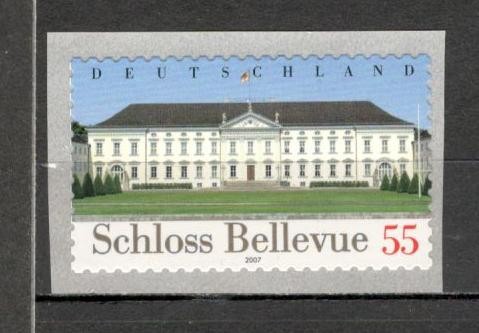 DEUTSCHLAND
Schloss Bellevue 55
2007